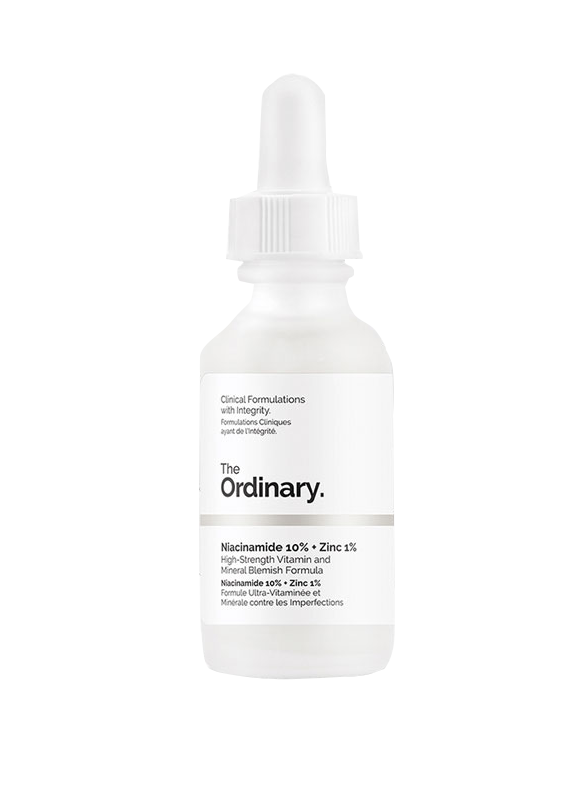 Clinical Formulations
with Integrity.
Formulations Cliniques
ayant de l'Intégrité.
The
Ordinary.
Niacinamide 10% + Zinc 1%
High-Strength Vitamin and
Mineral Blemish Formula
Niacinamide 10% + Zinc 1%
Formule Ultra-Vitaminée et
Minérale contre les Imperfections